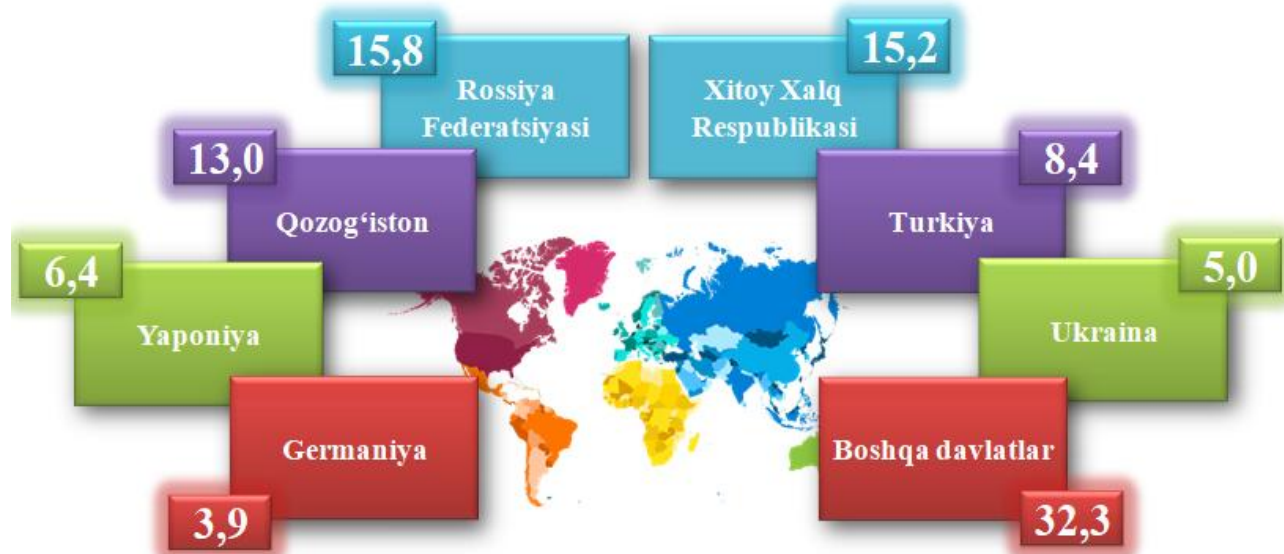 15,8
Rossiya
Federatsiyasi
15,2
Xitoy Xalq
Respublikasi
13,0
Qozog‘iston
8,4
Turkiya
6,4
Yaponiya
5,0
Ukraina
Germaniya
3,9
Boshqa davlatlar
32,3